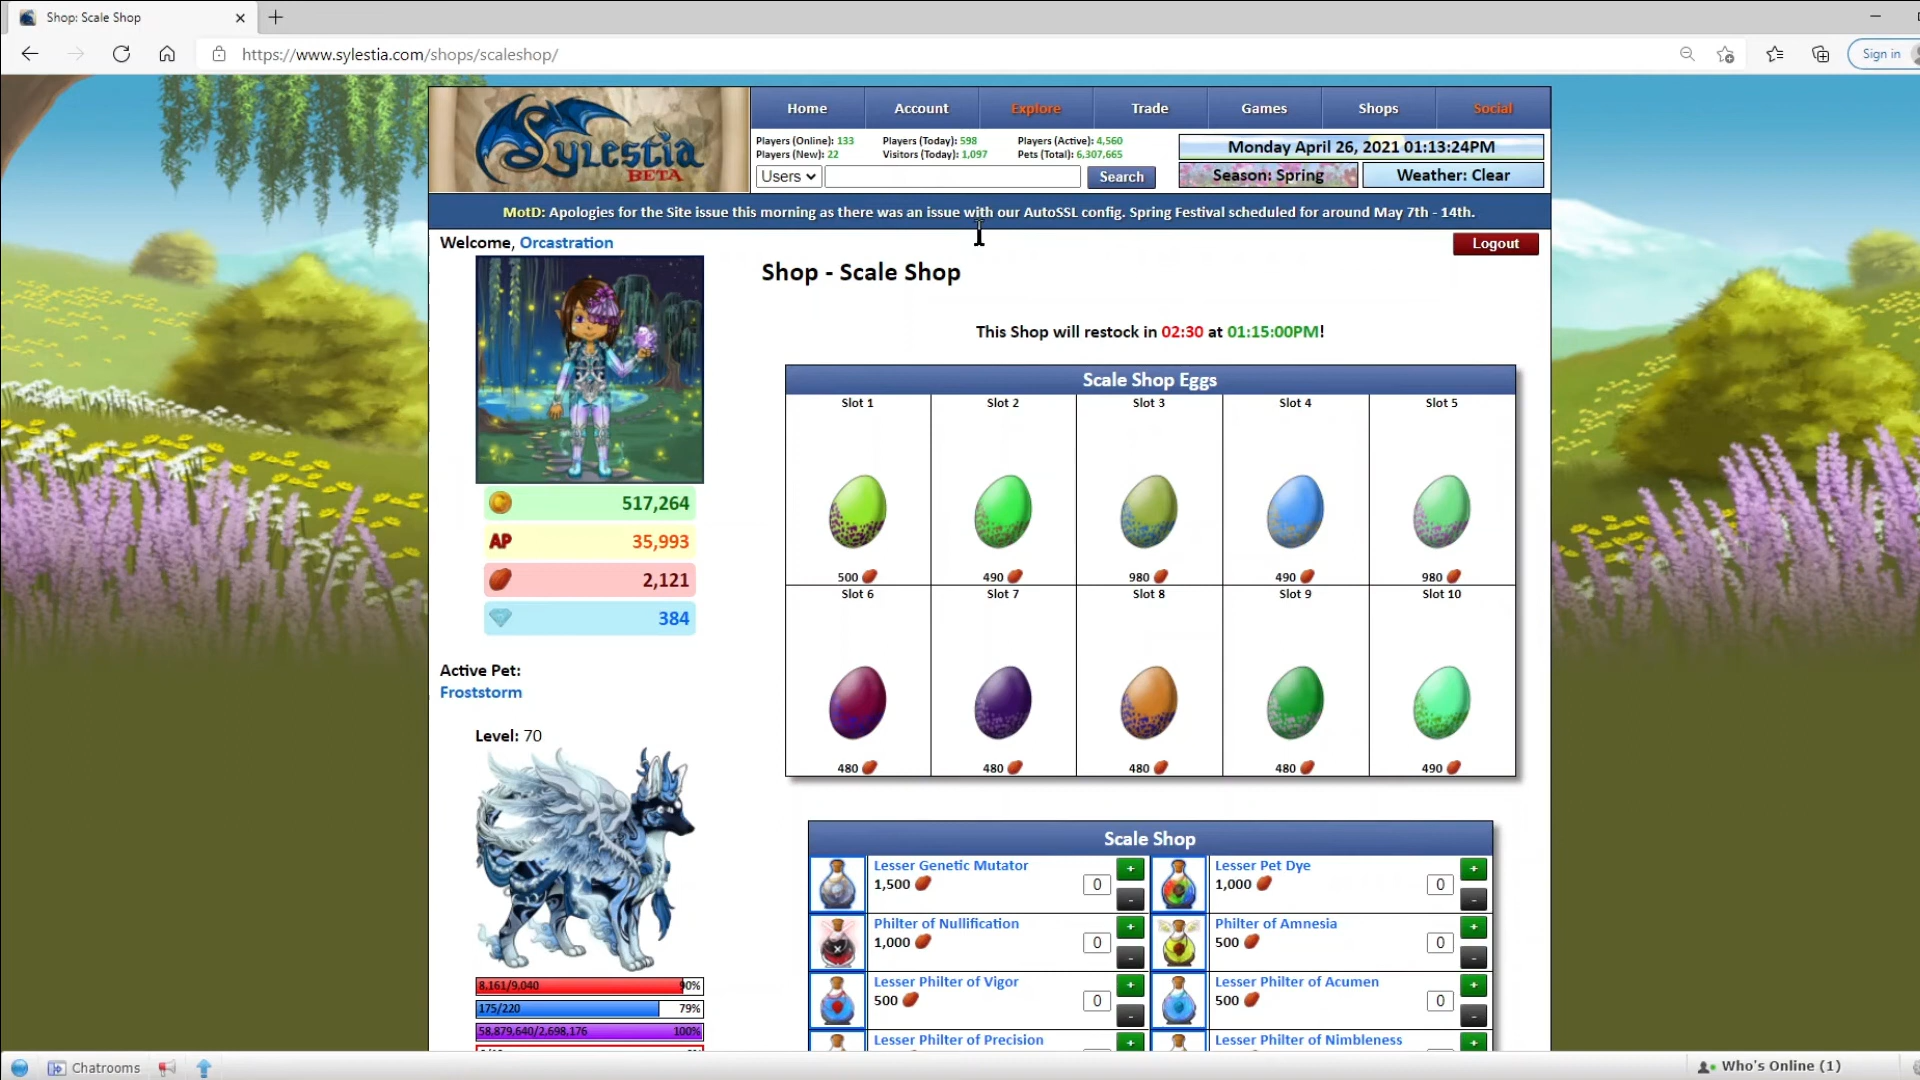 Shop: Scale Shop
https://www.sylestia.com/shops/scaleshop/
Sign in
Sylestia
BETA
Home Account Explore Trade Games Shops Social
Players (Online): 133 Players (Today): 598 Players (Active): 4,560
Players (New): 22 Visitors (Today): 1,097 Pets (Total): 6,307,665
Monday April 26, 2021 01:13:24PM
Users Search
Season: Spring Weather: Clear
MotD: Apologies for the Site issue this morning as there was an issue with our AutoSSL config. Spring Festival scheduled for around May 7th - 14th.
Welcome, Orcastration
Logout
517,264
AP 35,993
2,121
384
Active Pet:
Froststorm
Level: 70
8,161/9,040 90%
175/220 79%
58,879,640/2,698,176 100%
Shop - Scale Shop
This Shop will restock in 02:30 at 01:15:00PM!
Scale Shop Eggs
Slot 1 Slot 2 Slot 3 Slot 4 Slot 5
500 490 980 490 980
Slot 6 Slot 7 Slot 8 Slot 9 Slot 10
480 480 480 480 490
Scale Shop
Lesser Genetic Mutator + Lesser Pet Dye +
1,500 0 - 1,000 0 -
Philter of Nullification + Philter of Amnesia +
1,000 0 - 500 0 -
Lesser Philter of Vigor + Lesser Philter of Acumen +
500 0 - 500 0 -
Lesser Philter of Precision + Lesser Philter of Nimbleness +
Chatrooms
Who's Online (1)